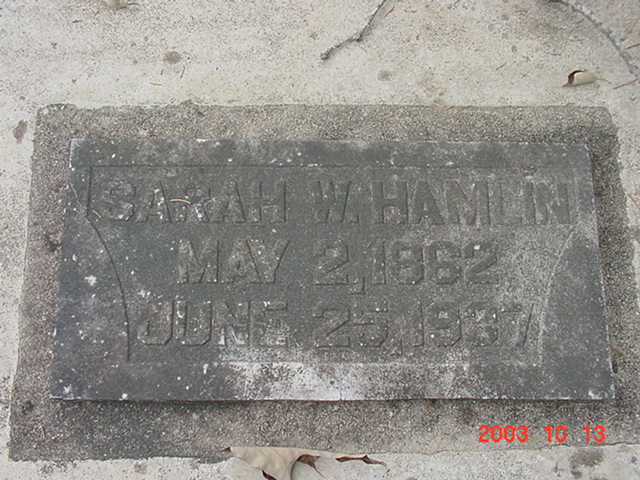 SARAH W. HAMLIN
MAY 2, 1862
JUNE 25, 1937
2003 10 13